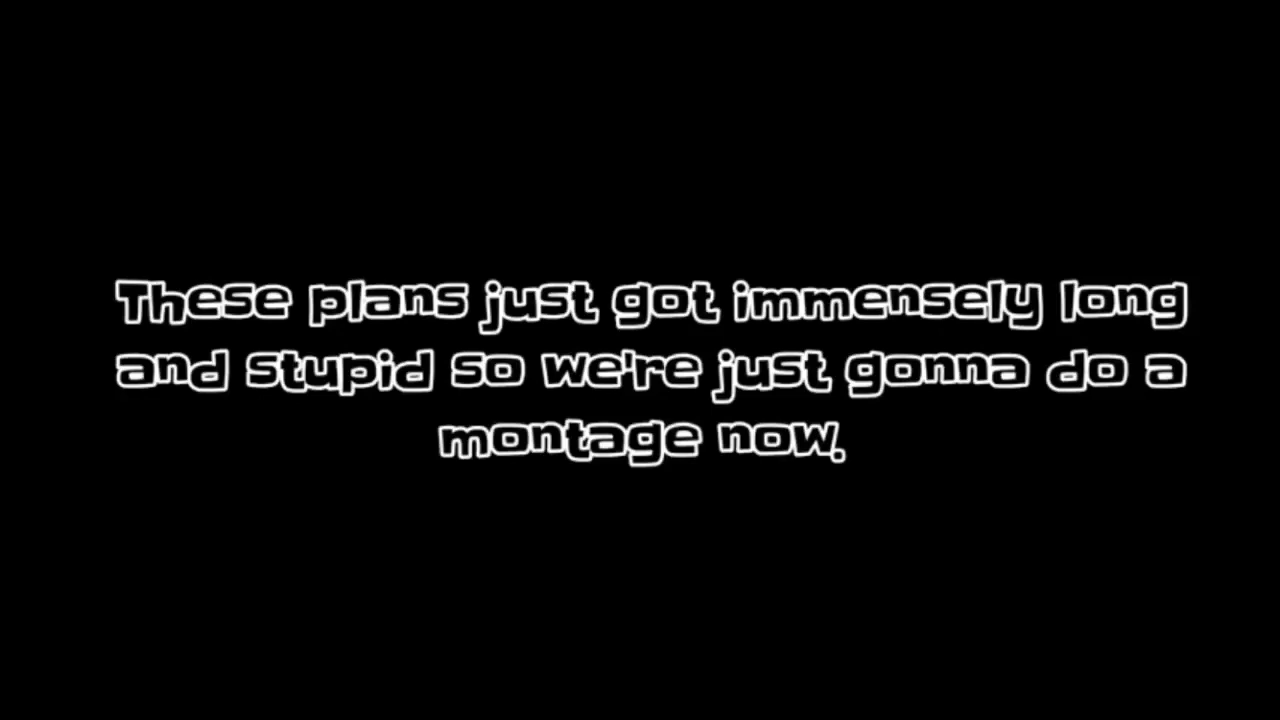 These plans just got immensely long
and stupid so we're just gonna do a
montage now.